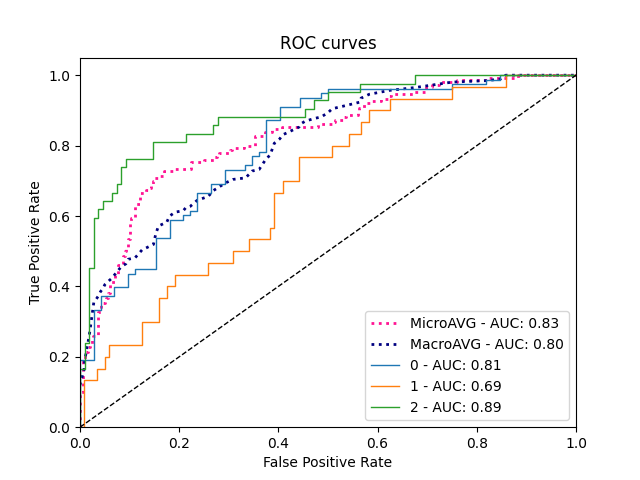 ROC curves
1.0
0.8
0.6
0.4
0.2
0.0
True Positive Rate
MicroAVG - AUC: 0.83
MacroAVG - AUC: 0.80
0 - AUC: 0.81
1 - AUC: 0.69
2 - AUC: 0.89
0.0 0.2 0.4 0.6 0.8 1.0
False Positive Rate